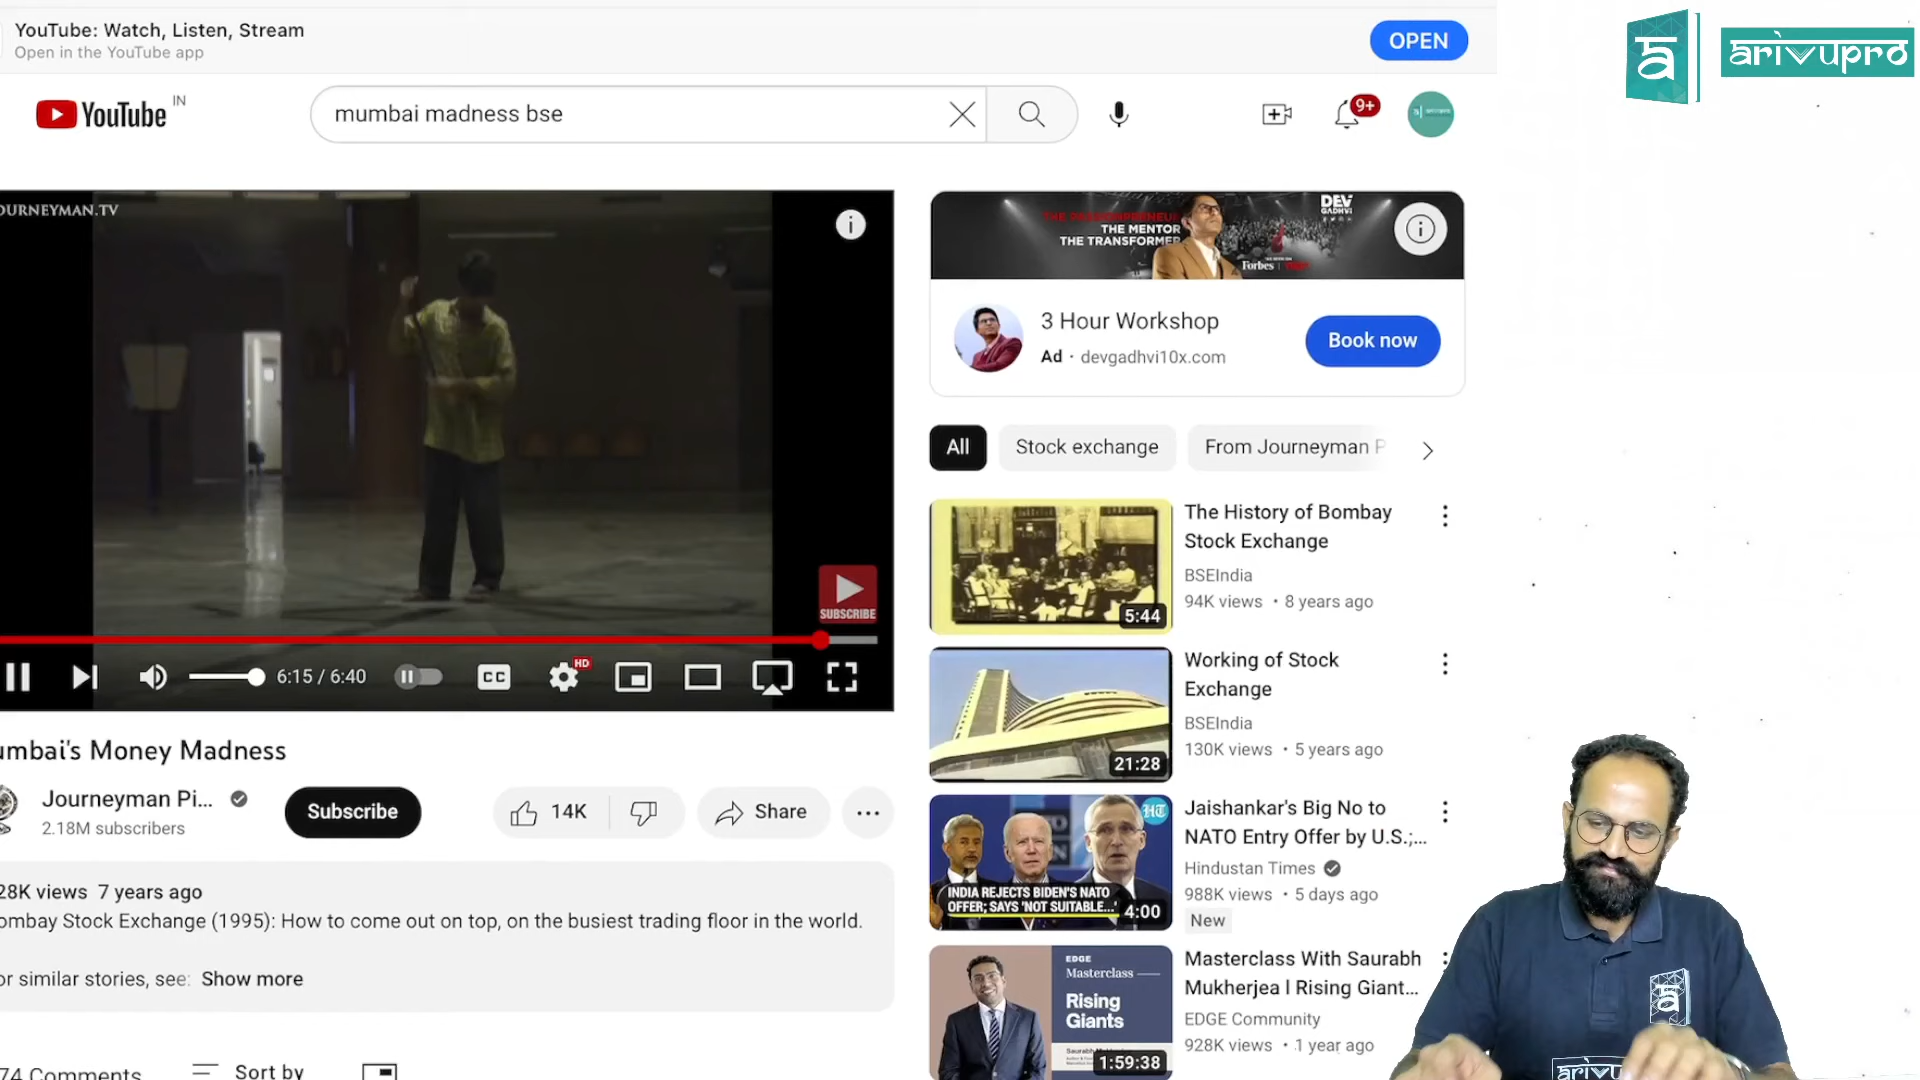 YouTube: Watch, Listen, Stream
Open in the YouTube app
OPEN
arivupro
YouTube IN
mumbai madness bse
9+
OURNEYMAN.TV
SUBSCRIBE
6:15 / 6:40
CC
HD
umbai's Money Madness
Journeyman Pi...
2.18M subscribers
Subscribe
14K
Share
28K views 7 years ago
ombay Stock Exchange (1995): How to come out on top, on the busiest trading floor in the world.
or similar stories, see: Show more
74 Comments
Sort by
THE MENTOR
THE TRANSFORMER
DEV
GADHVI
Forbes
3 Hour Workshop
Ad · devgadhvi10x.com
Book now
All
Stock exchange
From Journeyman P
The History of Bombay
Stock Exchange
BSEIndia
94K views • 8 years ago
5:44
Working of Stock
Exchange
BSEIndia
130K views • 5 years ago
21:28
Jaishankar's Big No to
NATO Entry Offer by U.S.;...
Hindustan Times
988K views • 5 days ago
New
HT
INDIA REJECTS BIDEN'S NATO
OFFER; SAYS 'NOT SUITABLE...'
4:00
Masterclass With Saurabh
Mukherjea l Rising Giant...
EDGE Community
928K views • 1 year ago
EDGE
Masterclass
Rising
Giants
1:59:38